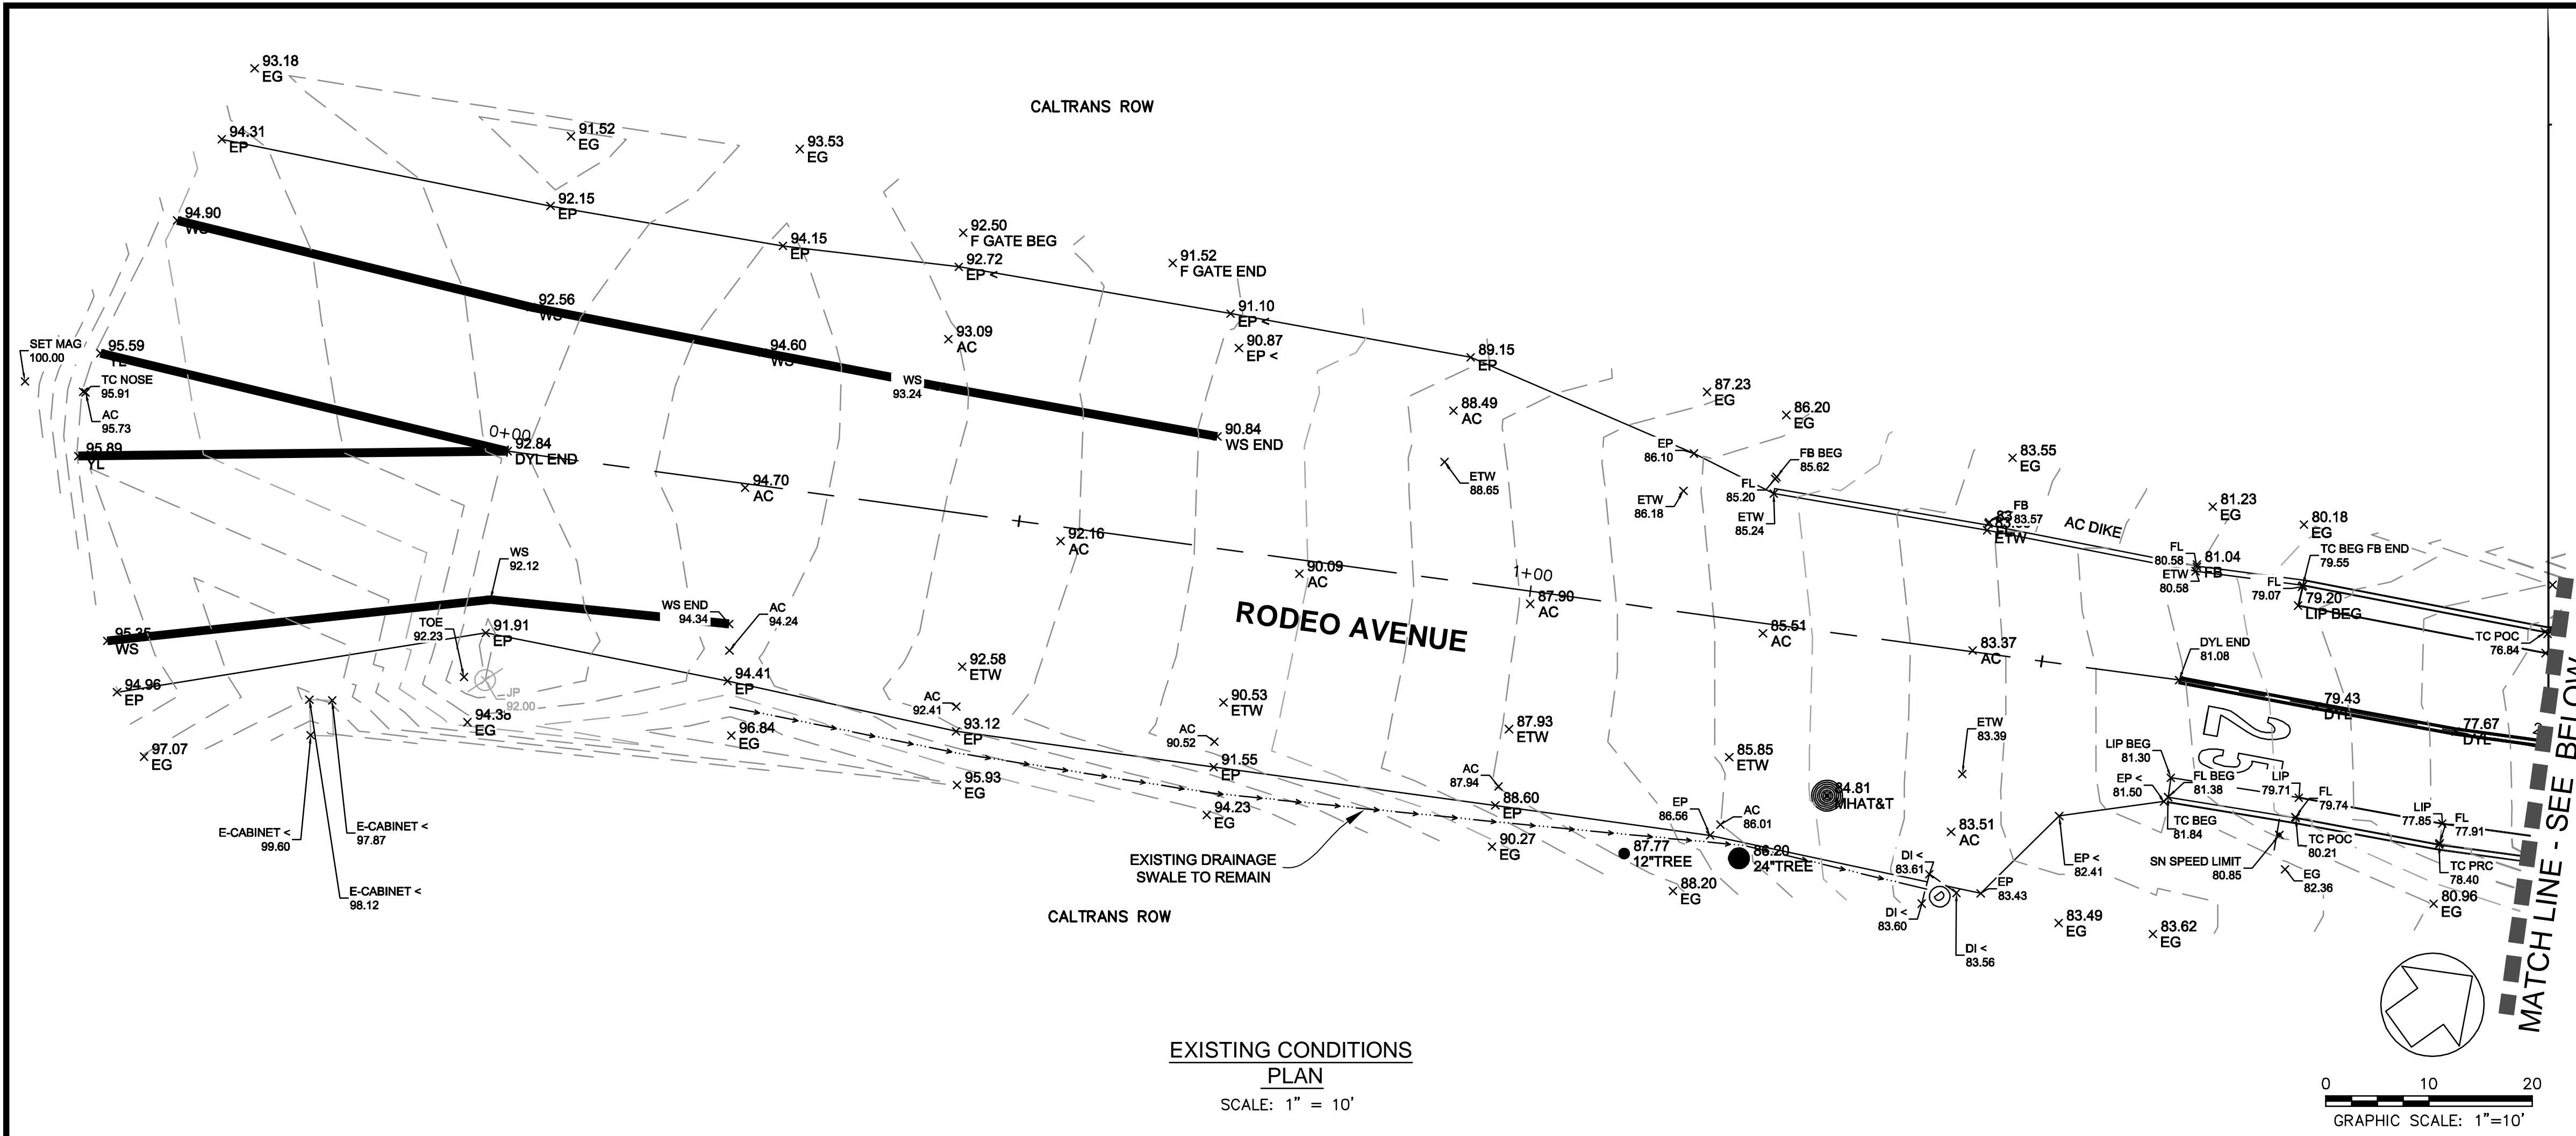 93.18
EG
94.31
EP
91.52
EG
93.53
EG
CALTRANS ROW
94.90
WS
92.15
EP
94.15
EP
92.50
F GATE BEG
92.72
EP <
91.52
F GATE END
92.56
WS
94.60
WS
93.09
AC
91.10
EP <
90.87
EP <
89.15
EP
SET MAG
100.00
95.59
YL
TC NOSE
95.91
AC
95.73
WS
93.24
88.49
AC
87.23
EG
86.20
EG
95.89
YL
0+00
92.84
DYL END
90.84
WS END
EP
86.10
FB BEG
85.62
83.55
EG
94.70
AC
ETW
88.65
ETW
86.18
FL
85.20
ETW
85.24
FB
83.57
ETW
AC DIKE
81.23
EG
80.18
EG
92.16
AC
90.09
AC
1+00
87.90
AC
FL
80.58
ETW
80.58
81.04
FB
TC BEG FB END
79.55
FL
79.07
79.20
LIP BEG
WS
92.12
WS END
94.34
AC
94.24
RODEO AVENUE
85.51
AC
83.37
AC
DYL END
81.08
TC POC
76.84
95.35
WS
TOE
92.23
91.91
EP
92.58
ETW
94.96
EP
94.41
EP
JP
92.00
94.38
EG
AC
92.41
93.12
EP
90.53
ETW
AC
90.52
87.93
ETW
85.85
ETW
ETW
83.39
25
79.43
DYL
77.67
DYL
97.07
EG
96.84
EG
95.93
EG
91.55
EP
94.23
EG
AC
87.94
88.60
EP
90.27
EG
EP
86.56
AC
86.01
84.81
MHAT&T
83.51
AC
LIP BEG
81.30
EP <
81.50
FL BEG
81.38
TC BEG
81.84
LIP
79.71
FL
79.74
TC POC
80.21
LIP
77.85
FL
77.91
TC PRC
78.40
SN SPEED LIMIT
80.85
EG
82.36
80.96
EG
E-CABINET <
99.60
E-CABINET <
97.87
E-CABINET <
98.12
EXISTING DRAINAGE
SWALE TO REMAIN
87.77
12"TREE
86.20
24"TREE
88.20
EG
DI <
83.61
DI <
83.60
D
EP
83.43
DI <
83.56
EP <
82.41
83.49
EG
83.62
EG
CALTRANS ROW
MATCH LINE - SEE BELOW
EXISTING CONDITIONS
PLAN
SCALE: 1" = 10'
0 10 20
GRAPHIC SCALE: 1"=10'